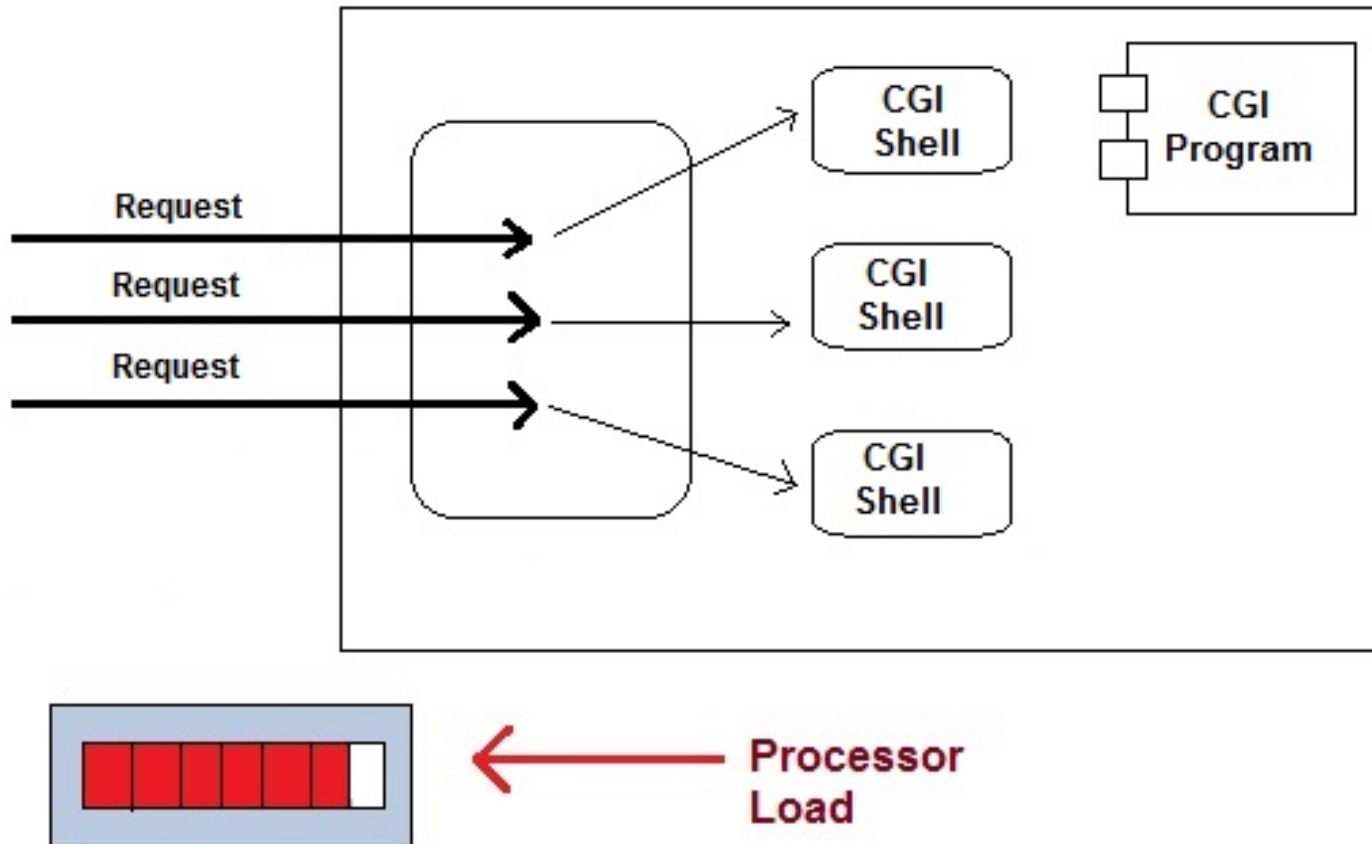 CGI
Shell
CGI
Program
Request
Request
CGI
Shell
Request
CGI
Shell
Processor
Load